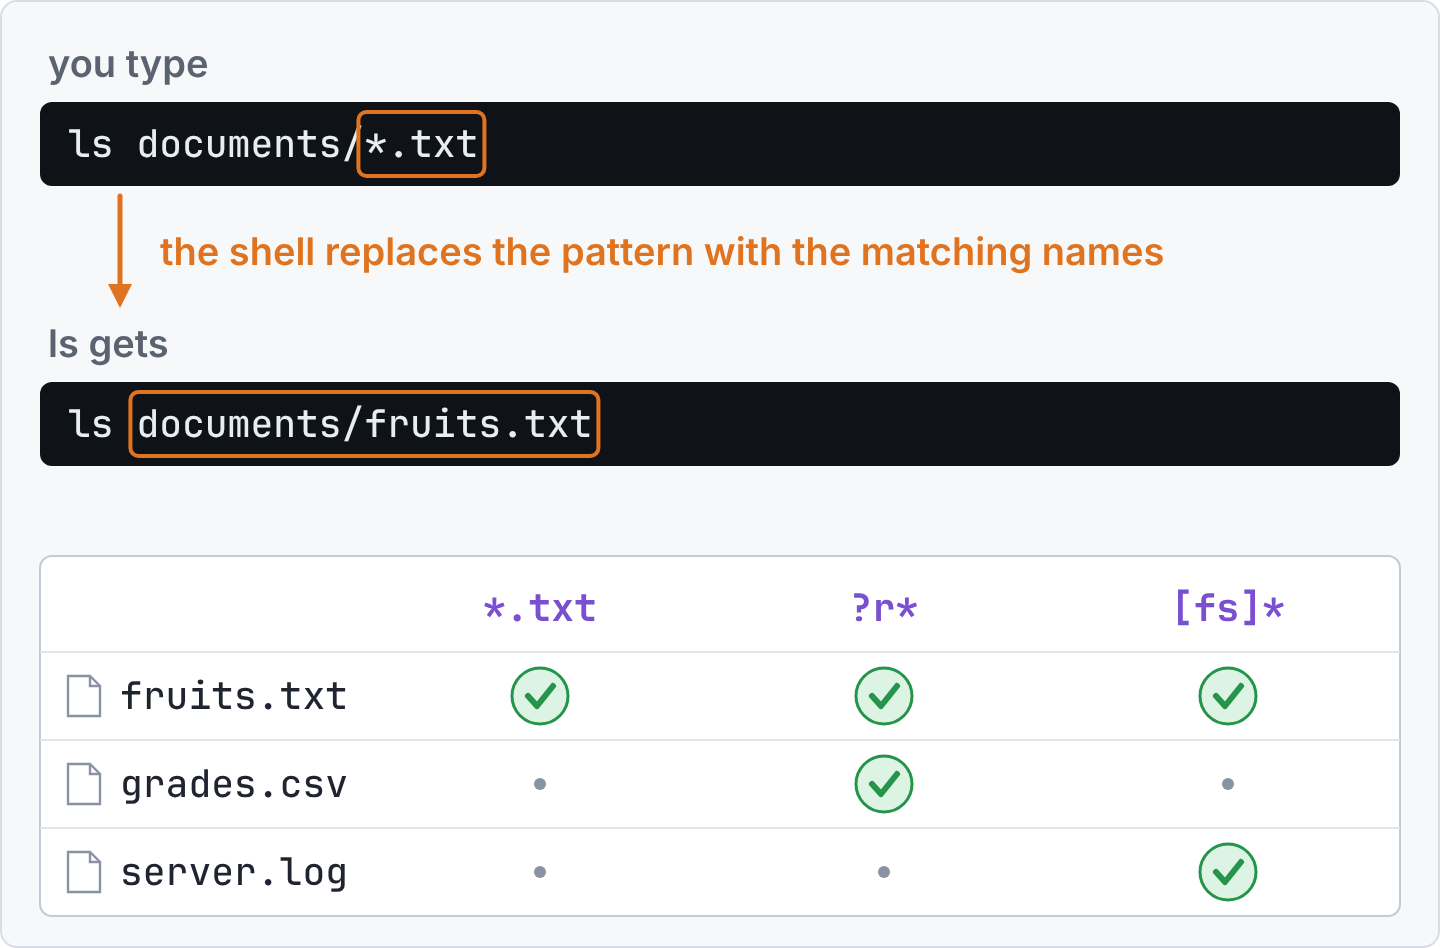 you type
ls documents/*.txt
the shell replaces the pattern with the matching names
ls gets
ls documents/fruits.txt
*.txt ?r* [fs]*
fruits.txt
grades.csv
server.log